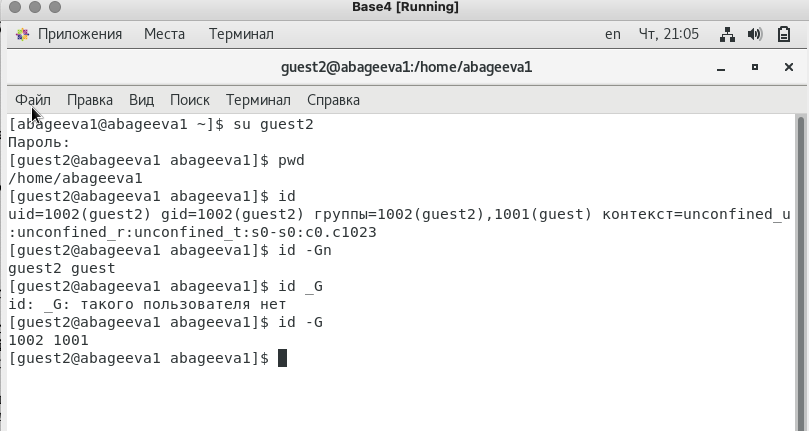 Base4 [Running]
Приложения Места Терминал en Чт, 21:05
guest2@abageeva1:/home/abageeva1
Файл Правка Вид Поиск Терминал Справка
[abageeva1@abageeva1 ~]$ su guest2
Пароль:
[guest2@abageeva1 abageeva1]$ pwd
/home/abageeva1
[guest2@abageeva1 abageeva1]$ id
uid=1002(guest2) gid=1002(guest2) группы=1002(guest2),1001(guest) контекст=unconfined_u
:unconfined_r:unconfined_t:s0-s0:c0.c1023
[guest2@abageeva1 abageeva1]$ id -Gn
guest2 guest
[guest2@abageeva1 abageeva1]$ id _G
id: _G: такого пользователя нет
[guest2@abageeva1 abageeva1]$ id -G
1002 1001
[guest2@abageeva1 abageeva1]$